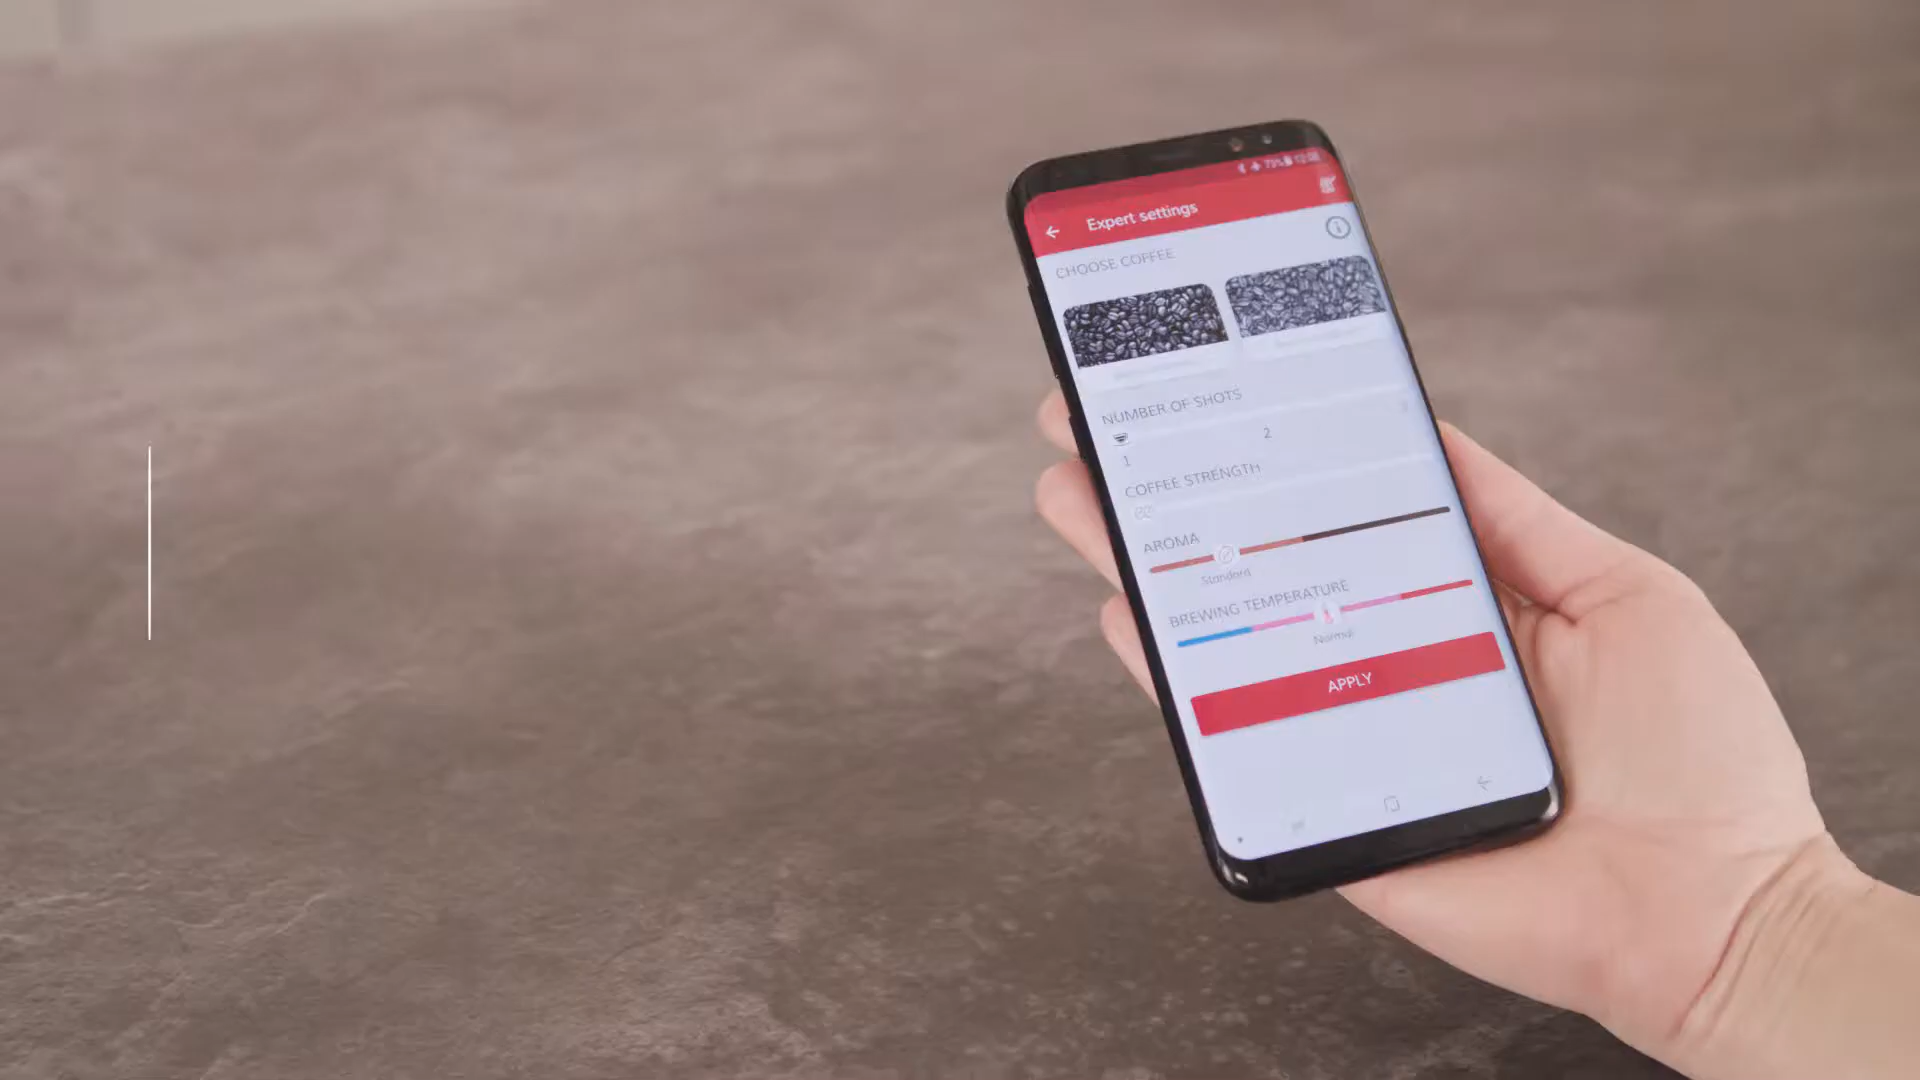 Expert settings
CHOOSE COFFEE
NUMBER OF SHOTS
1
2
COFFEE STRENGTH
AROMA
Standard
BREWING TEMPERATURE
Normal
APPLY